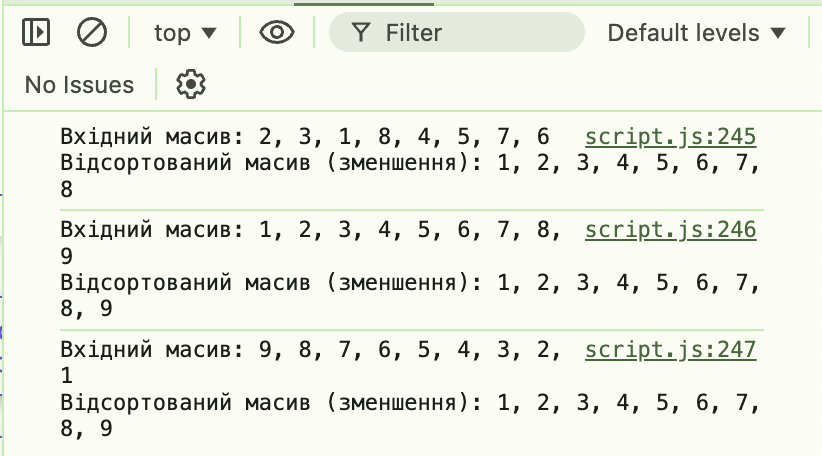 top ▼ Filter Default levels ▼
No Issues
Вхідний масив: 2, 3, 1, 8, 4, 5, 7, 6 script.js:245
Відсортований масив (зменшення): 1, 2, 3, 4, 5, 6, 7,
8
Вхідний масив: 1, 2, 3, 4, 5, 6, 7, 8, script.js:246
9
Відсортований масив (зменшення): 1, 2, 3, 4, 5, 6, 7,
8, 9
Вхідний масив: 9, 8, 7, 6, 5, 4, 3, 2, script.js:247
1
Відсортований масив (зменшення): 1, 2, 3, 4, 5, 6, 7,
8, 9